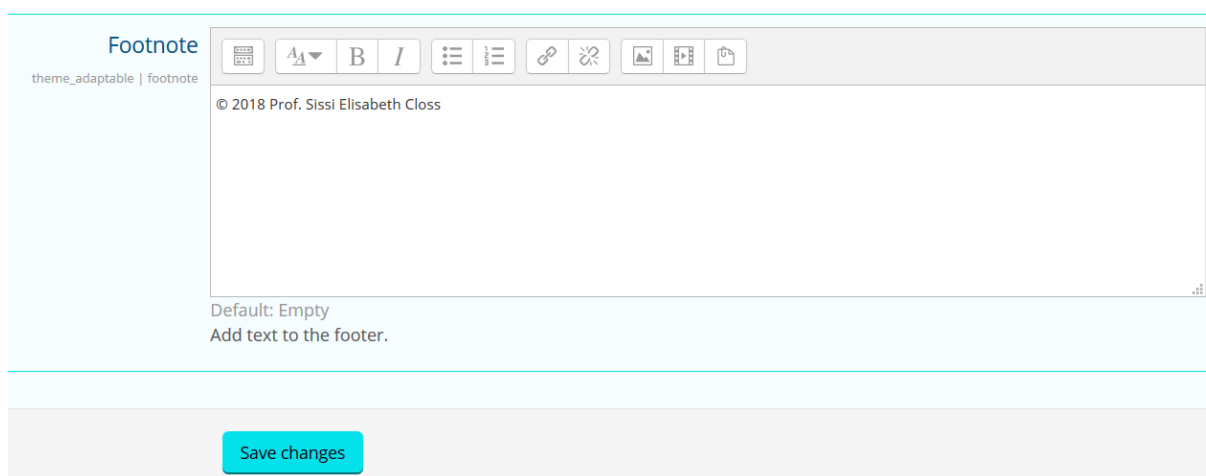 Footnote
theme_adaptable | footnote
© 2018 Prof. Sissi Elisabeth Closs
Default: Empty
Add text to the footer.
Save changes